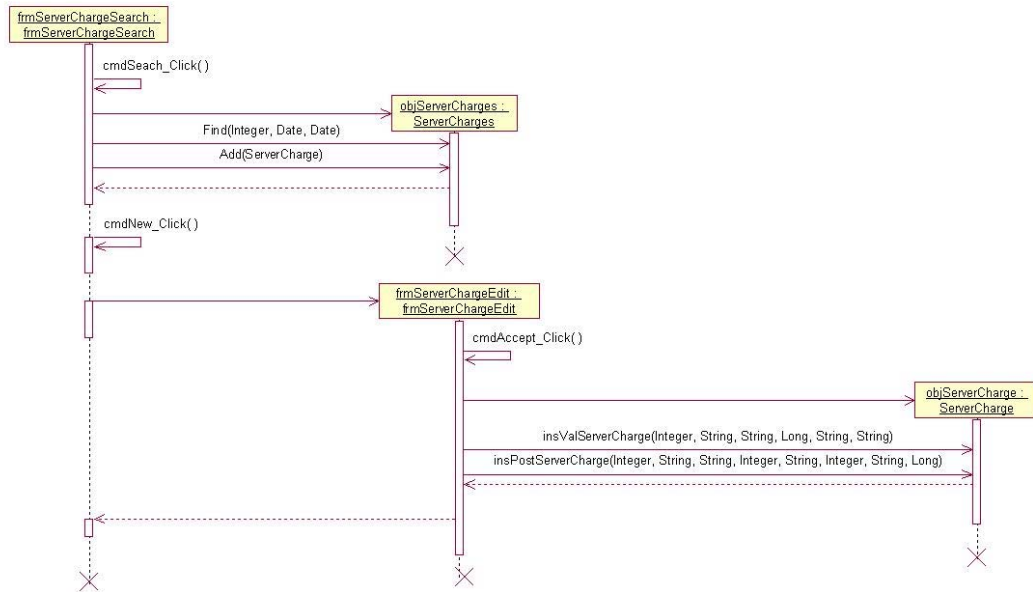 frmServerChargeSearch :
frmServerChargeSearch
cmdSeach_Click( )
objServerCharges :
ServerCharges
Find(Integer, Date, Date)
Add(ServerCharge)
cmdNew_Click( )
frmServerChargeEdit :
frmServerChargeEdit
cmdAccept_Click( )
objServerCharge :
ServerCharge
insValServerCharge(Integer, String, String, Long, String, String)
insPostServerCharge(Integer, String, String, Integer, String, Integer, String, Long)